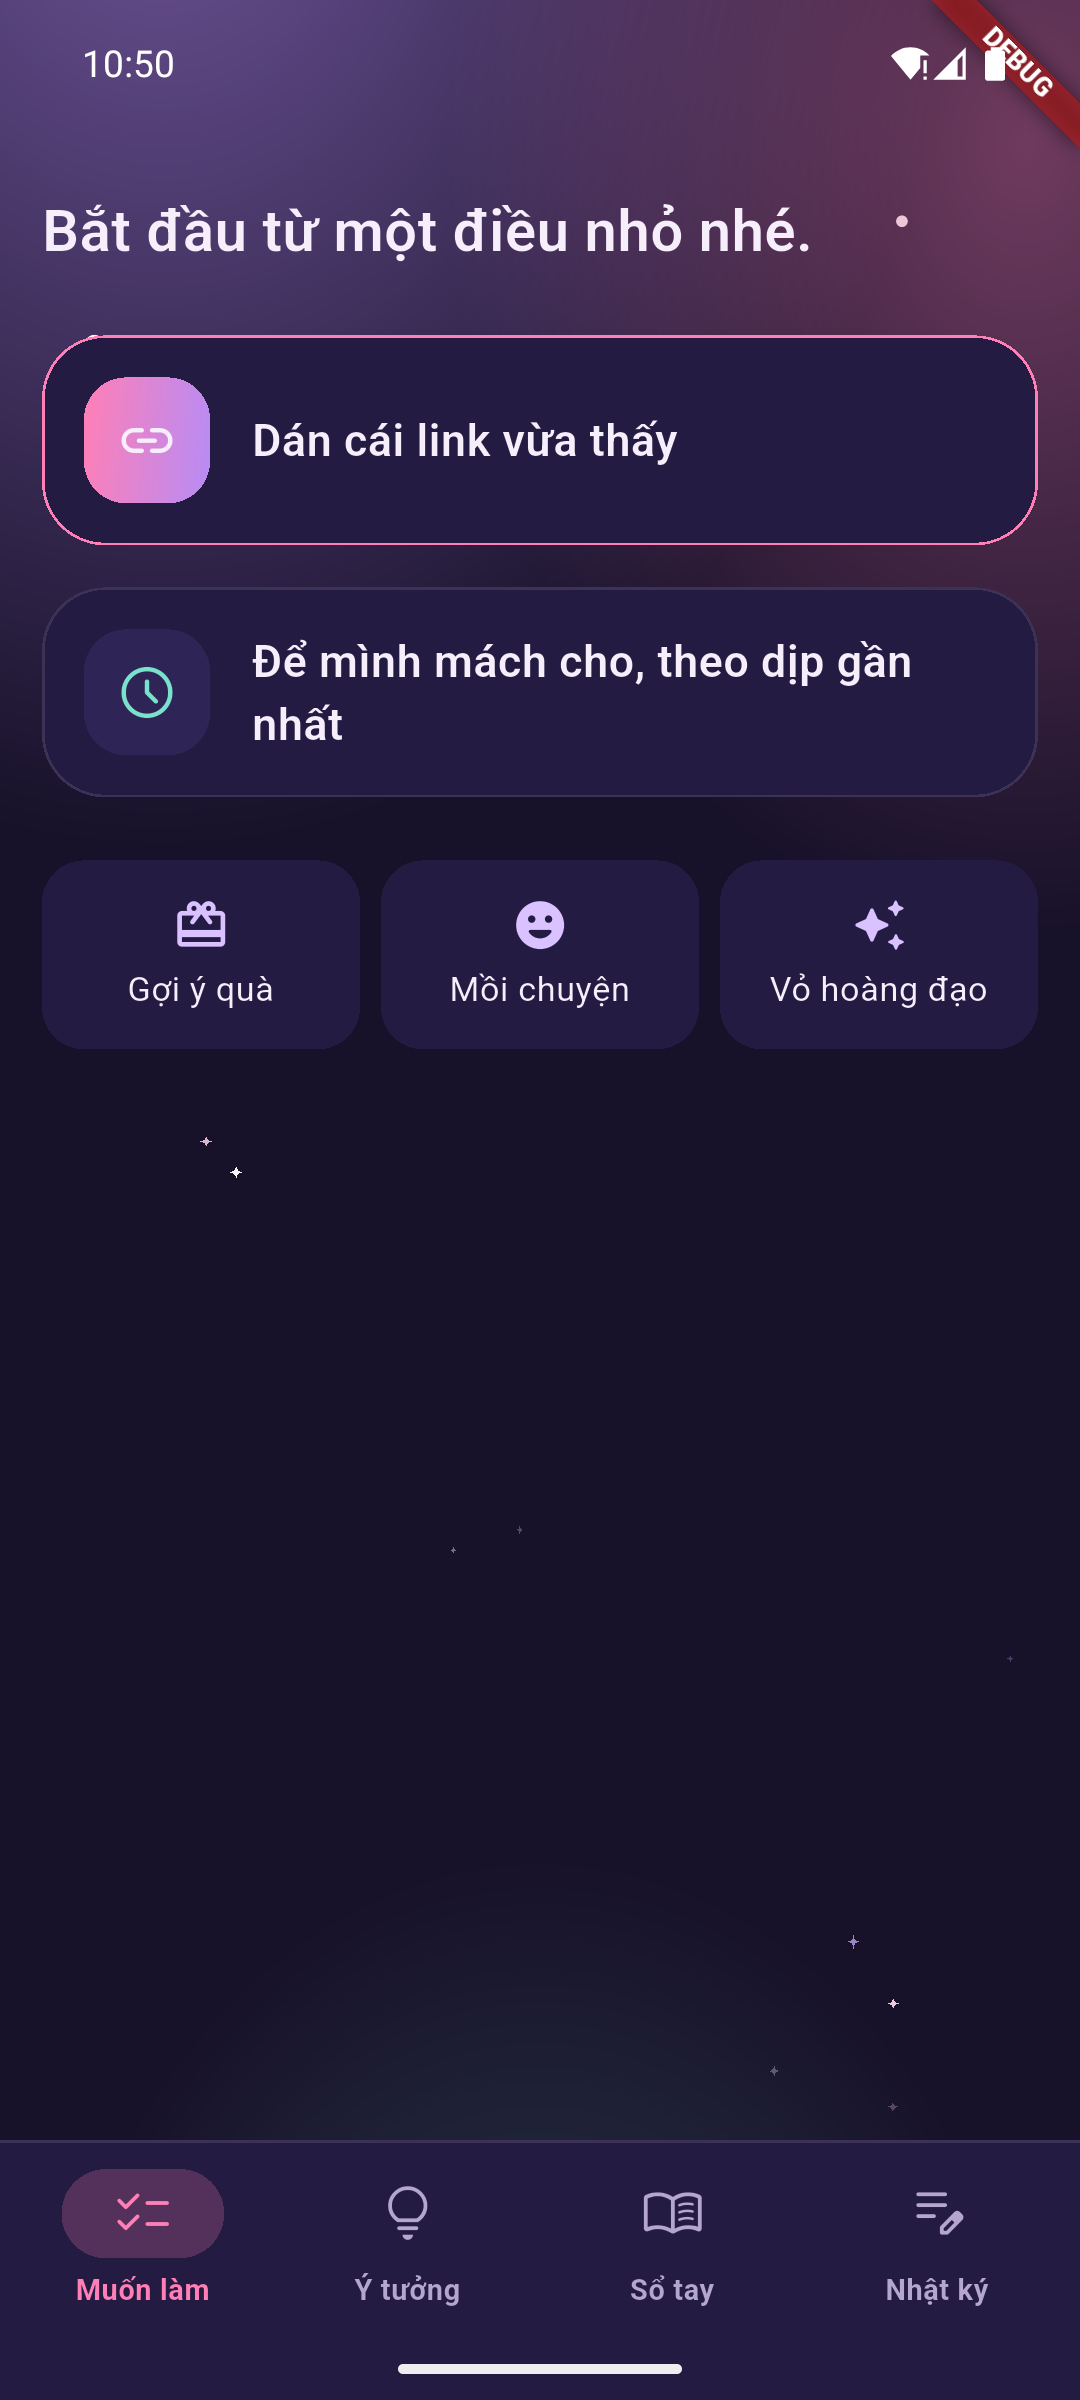 10:50
DEBUG
Bắt đầu từ một điều nhỏ nhé.
Dán cái link vừa thấy
Để mình mách cho, theo dịp gần
nhất
Gợi ý quà
Mồi chuyện
Vỏ hoàng đạo
Muốn làm
Ý tưởng
Sổ tay
Nhật ký